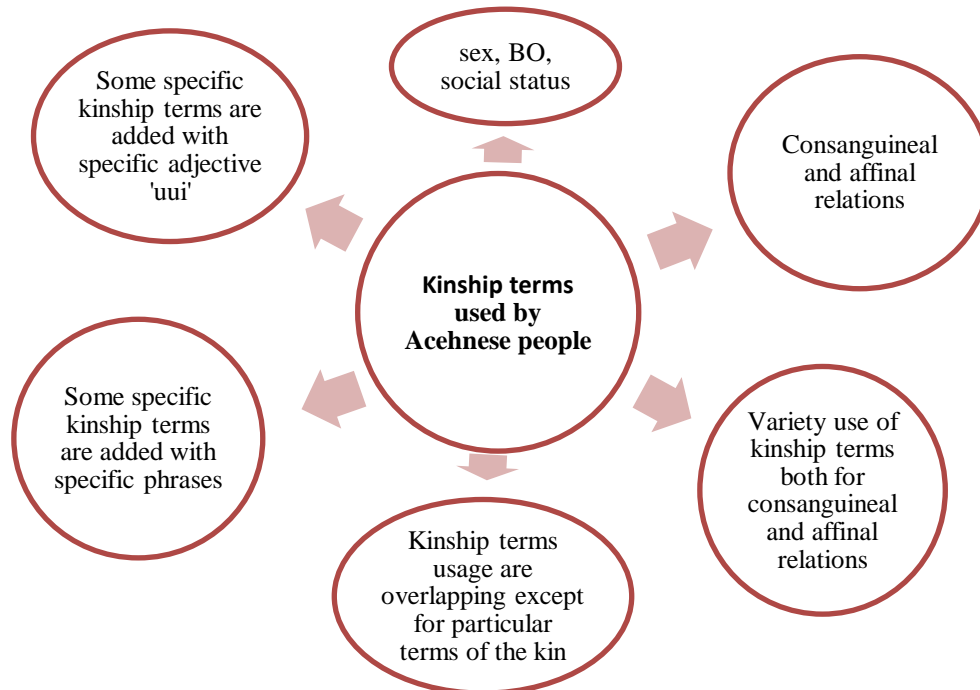 sex, BO,
social status
Consanguineal
and affinal
relations
Variety use of
kinship terms
both for
consanguineal
and affinal
relations
Kinship terms
usage are
overlapping except
for particular
terms of the kin
Some specific
kinship terms
are added with
specific phrases
Some specific
kinship terms are
added with
specific adjective
'uui'
Kinship terms
used by
Acehnese people